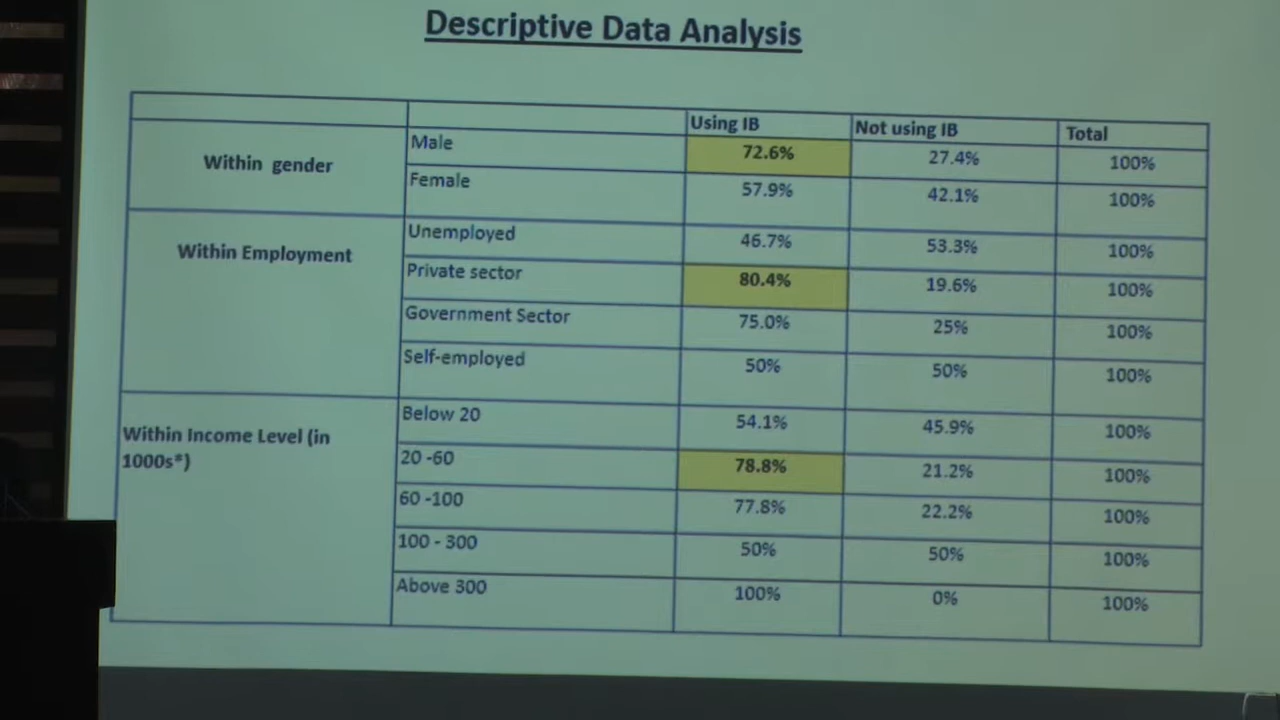 Descriptive Data Analysis
Using IB Not using IB Total
Within gender Male 72.6% 27.4% 100%
Female 57.9% 42.1% 100%
Within Employment Unemployed 46.7% 53.3% 100%
Private sector 80.4% 19.6% 100%
Government Sector 75.0% 25% 100%
Self-employed 50% 50% 100%
Within Income Level (in
1000s*)
Below 20 54.1% 45.9% 100%
20 -60 78.8% 21.2% 100%
60 -100 77.8% 22.2% 100%
100 - 300 50% 50% 100%
Above 300 100% 0% 100%